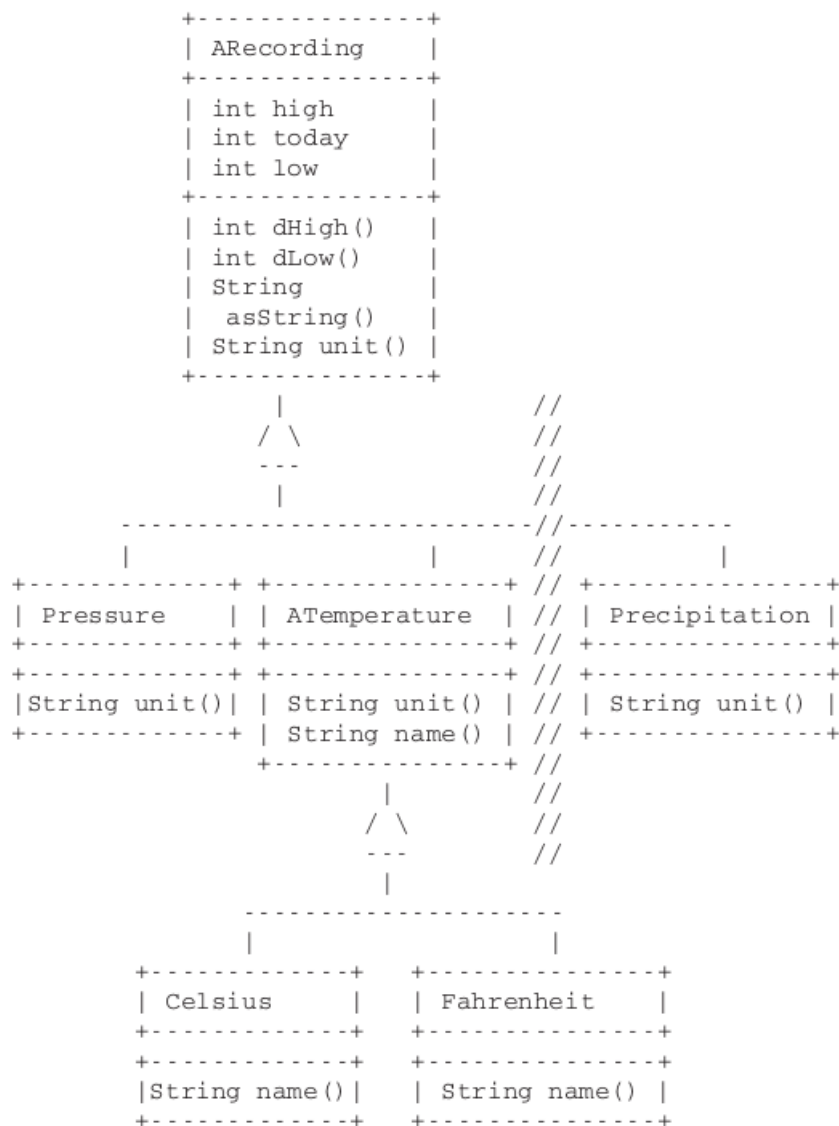 +---------------+
| ARecording    |
+---------------+
| int high      |
| int today     |
| int low       |
+---------------+
| int dHigh()   |
| int dLow()    |
| String        |
|  asString()   |
| String unit() |
+---------------+
|                //
/ \              //
---              //
|                //
---------------------------//-----------
|                   |     //          |
+-------------+ +---------------+ // +---------------+
| Pressure    | | ATemperature  | // | Precipitation |
+-------------+ +---------------+ // +---------------+
+-------------+ +---------------+ // +---------------+
|String unit()| | String unit() | // | String unit() |
+-------------+ | String name() | // +---------------+
+---------------+ //
|         //
/ \        //
---        //
|
---------------------
|                   |
+-------------+   +---------------+
| Celsius     |   | Fahrenheit    |
+-------------+   +---------------+
+-------------+   +---------------+
|String name()|   | String name() |
+-------------+   +---------------+